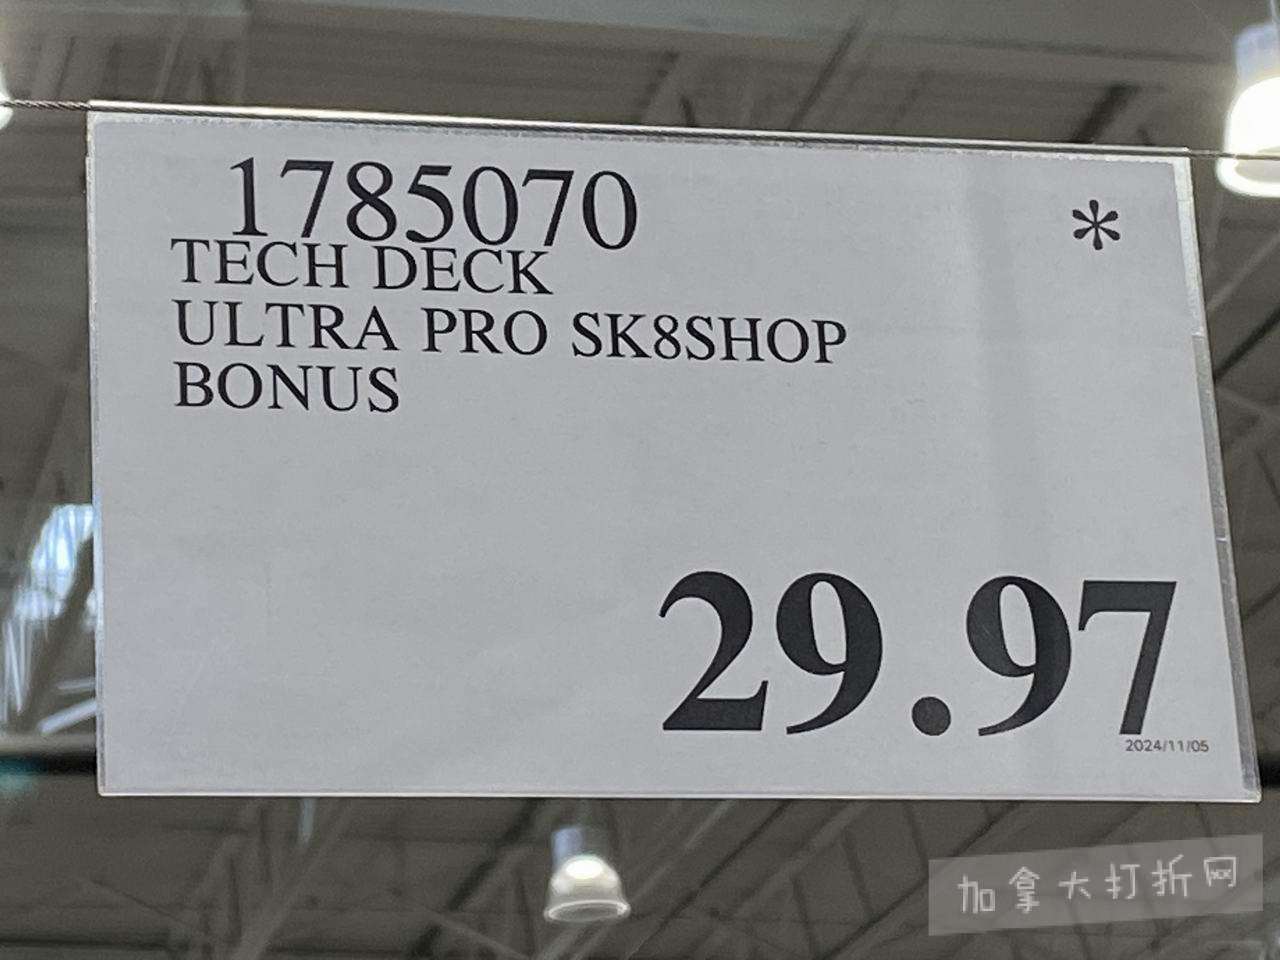 1785070
*
TECH DECK
ULTRA PRO SK8SHOP
BONUS
29.97
2024/11/05
加拿大打折网